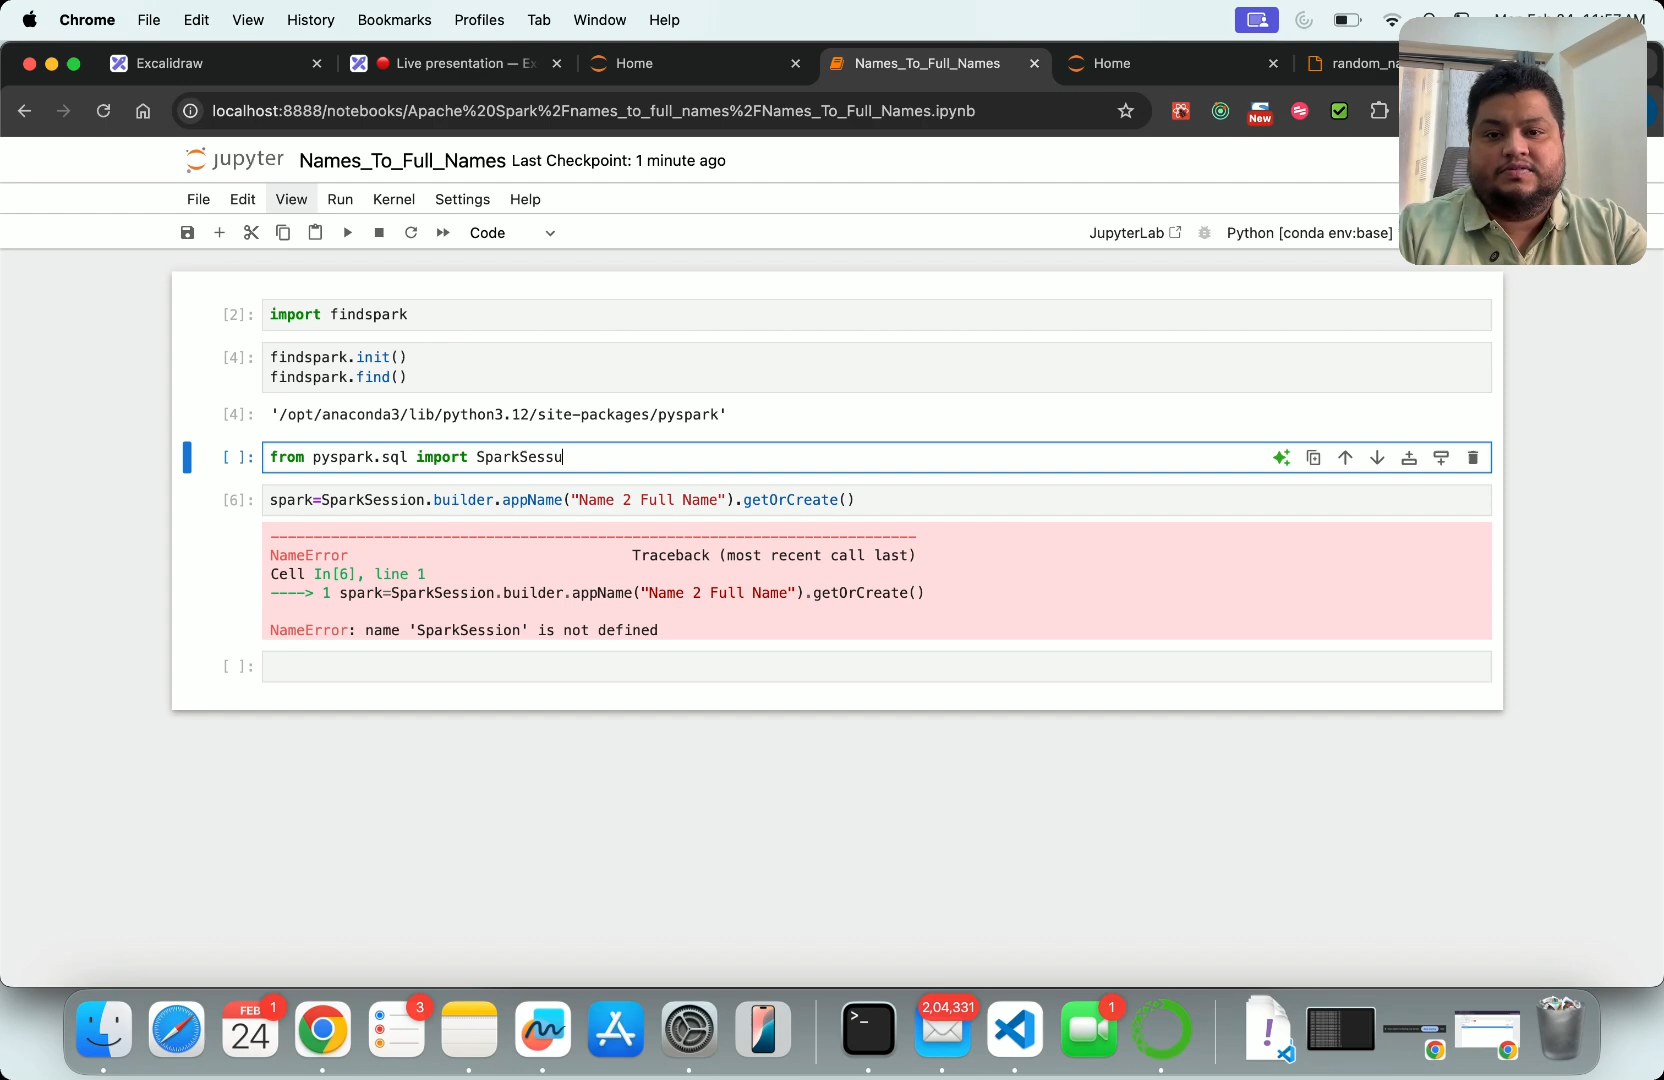 Chrome File Edit View History Bookmarks Profiles Tab Window Help
Excalidraw Live presentation — Ex Home Names_To_Full_Names Home random_na
localhost:8888/notebooks/Apache%20Spark%2Fnames_to_full_names%2FNames_To_Full_Names.ipynb New
jupyter Names_To_Full_Names Last Checkpoint: 1 minute ago
File Edit View Run Kernel Settings Help
Code JupyterLab Python [conda env:base]
[2]: import findspark
[4]: findspark.init()
findspark.find()
[4]: '/opt/anaconda3/lib/python3.12/site-packages/pyspark'
[ ]: from pyspark.sql import SparkSessu
[6]: spark=SparkSession.builder.appName("Name 2 Full Name").getOrCreate()
---------------------------------------------------------------------------
NameError Traceback (most recent call last)
Cell In[6], line 1
----> 1 spark=SparkSession.builder.appName("Name 2 Full Name").getOrCreate()
NameError: name 'SparkSession' is not defined
[ ]:
FEB 1 3 2,04,331 1
24